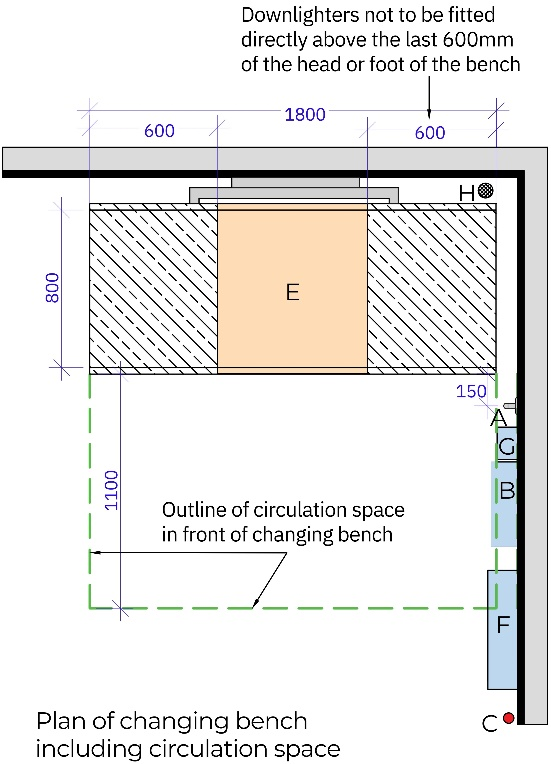 Downlighters not to be fitted
directly above the last 600mm
of the head or foot of the bench
1800
600
600
H
800
E
150
A
G
B
1100
Outline of circulation space
in front of changing bench
F
C
Plan of changing bench
including circulation space